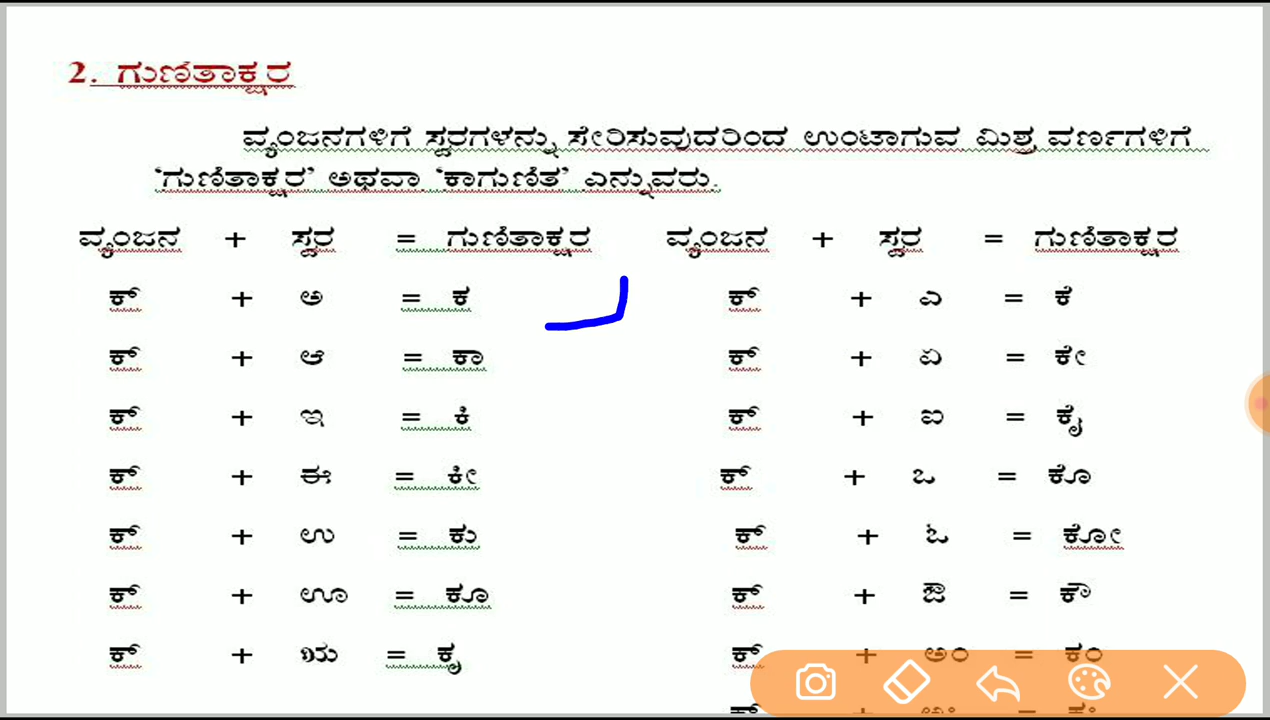 2. ಗುಣಿತಾಕ್ಷರ
ವ್ಯಂಜನಗಳಿಗೆ ಸ್ವರಗಳನ್ನು ಸೇರಿಸುವುದರಿಂದ ಉಂಟಾಗುವ ಮಿಶ್ರ ವರ್ಣಗಳಿಗೆ
‘ಗುಣಿತಾಕ್ಷರ’ ಅಥವಾ ‘ಕಾಗುಣಿತ’ ಎನ್ನುವರು.
ವ್ಯಂಜನ + ಸ್ವರ = ಗುಣಿತಾಕ್ಷರ ವ್ಯಂಜನ + ಸ್ವರ = ಗುಣಿತಾಕ್ಷರ
ಕ್ + ಅ = ಕ ಕ್ + ಎ = ಕೆ
ಕ್ + ಆ = ಕಾ ಕ್ + ಏ = ಕೇ
ಕ್ + ಇ = ಕಿ ಕ್ + ಐ = ಕೈ
ಕ್ + ಈ = ಕೀ ಕ್ + ಒ = ಕೊ
ಕ್ + ಉ = ಕು ಕ್ + ಓ = ಕೋ
ಕ್ + ಊ = ಕೂ ಕ್ + ಔ = ಕೌ
ಕ್ + ಋ = ಕೃ ಕ್ + ಅಂ = ಕಂ